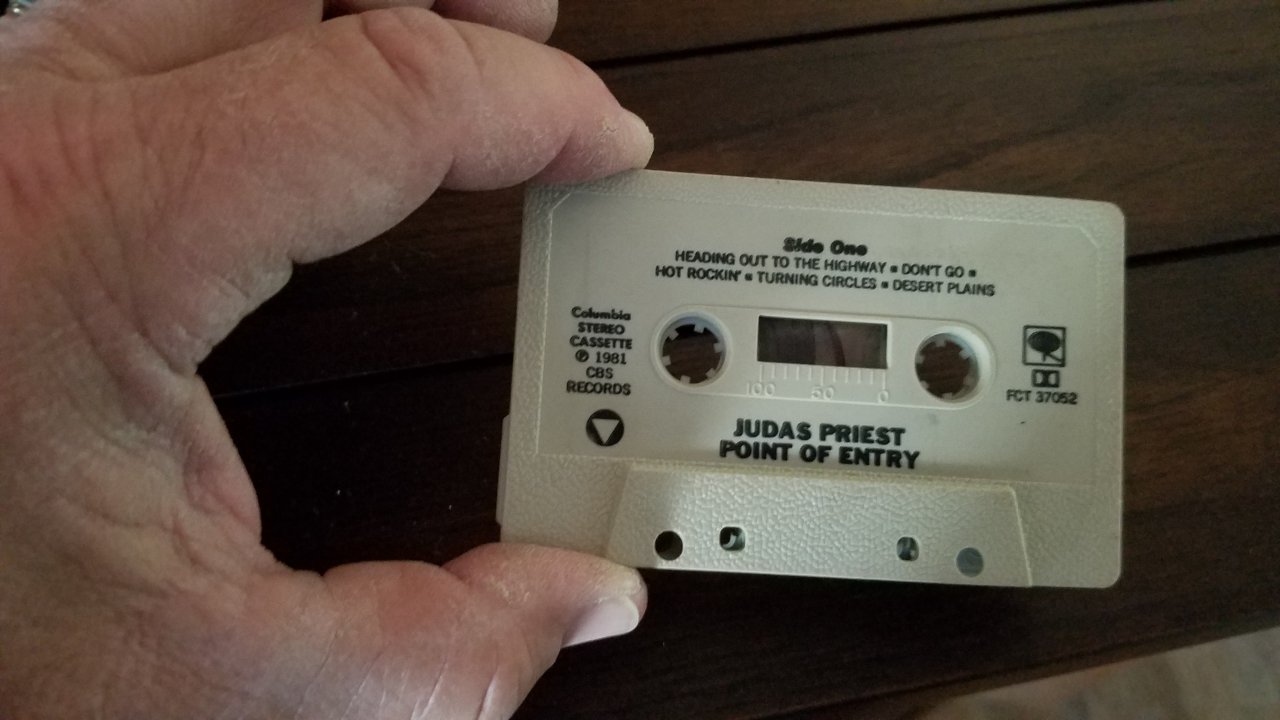 Side One
HEADING OUT TO THE HIGHWAY ▪ DON'T GO ▪
HOT ROCKIN' ▪ TURNING CIRCLES ▪ DESERT PLAINS
Columbia
STEREO
CASSETTE
℗ 1981
CBS
RECORDS
100 50 0
FCT 37052
JUDAS PRIEST
POINT OF ENTRY